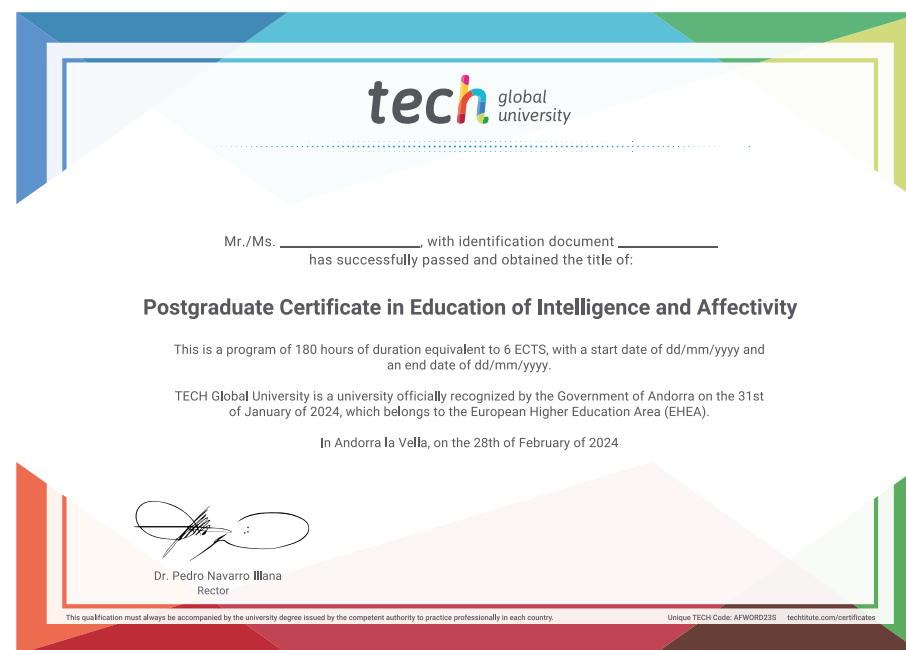 tech global university
Mr./Ms. ____________, with identification document ____________
has successfully passed and obtained the title of:
Postgraduate Certificate in Education of Intelligence and Affectivity
This is a program of 180 hours of duration equivalent to 6 ECTS, with a start date of dd/mm/yyyy and
an end date of dd/mm/yyyy.
TECH Global University is a university officially recognized by the Government of Andorra on the 31st
of January of 2024, which belongs to the European Higher Education Area (EHEA).
In Andorra la Vella, on the 28th of February of 2024
Dr. Pedro Navarro Illana
Rector
This qualification must always be accompanied by the university degree issued by the competent authority to practice professionally in each country.
Unique TECH Code: AFWORD23S techtitute.com/certificates